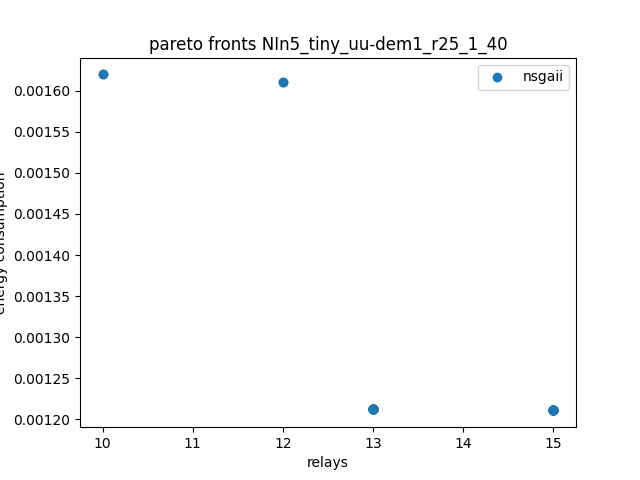 pareto fronts NIn5_tiny_uu-dem1_r25_1_40
nsgaii
0.00160
0.00155
0.00150
0.00145
0.00140
0.00135
0.00130
0.00125
0.00120
energy consumption
10 11 12 13 14 15
relays